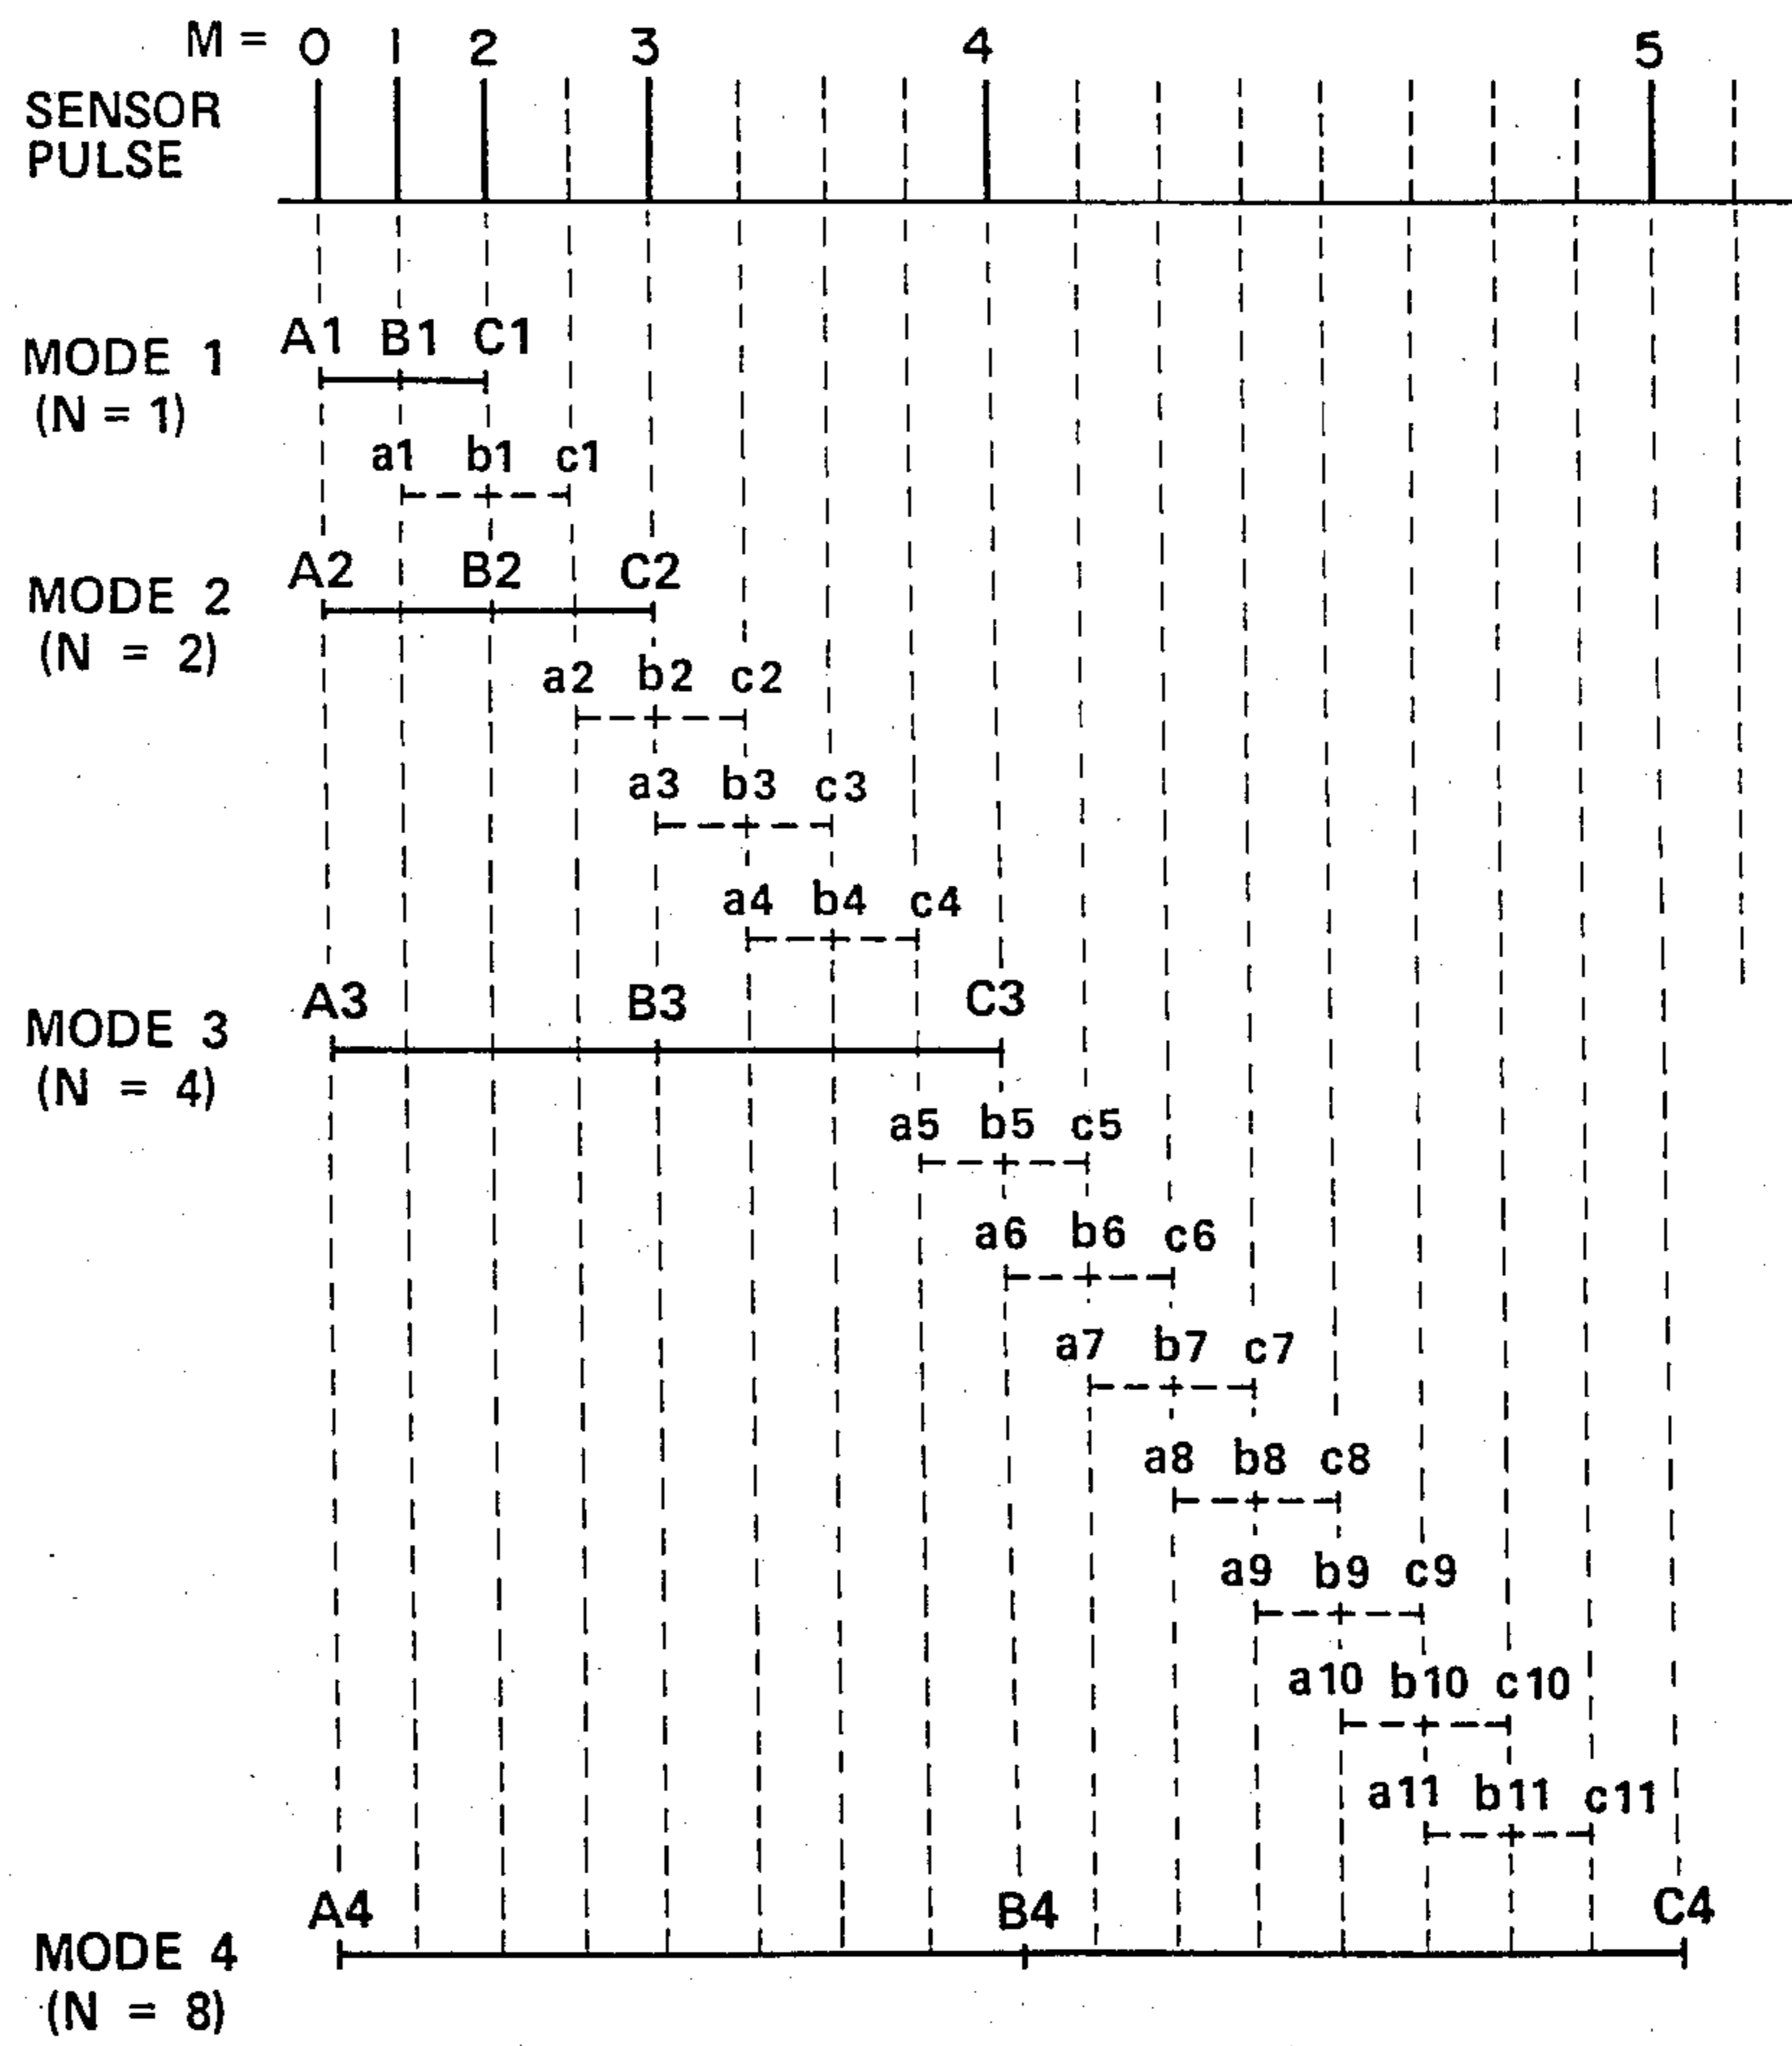 M = 0 1 2 3 4 5
SENSOR
PULSE
A1 B1 C1
MODE 1
(N = 1)
a1 b1 c1
A2 B2 C2
MODE 2
(N = 2)
a2 b2 c2
a3 b3 c3
a4 b4 c4
A3 B3 C3
MODE 3
(N = 4)
a5 b5 c5
a6 b6 c6
a7 b7 c7
a8 b8 c8
a9 b9 c9
a10 b10 c10
a11 b11 c11
A4 B4 C4
MODE 4
(N = 8)